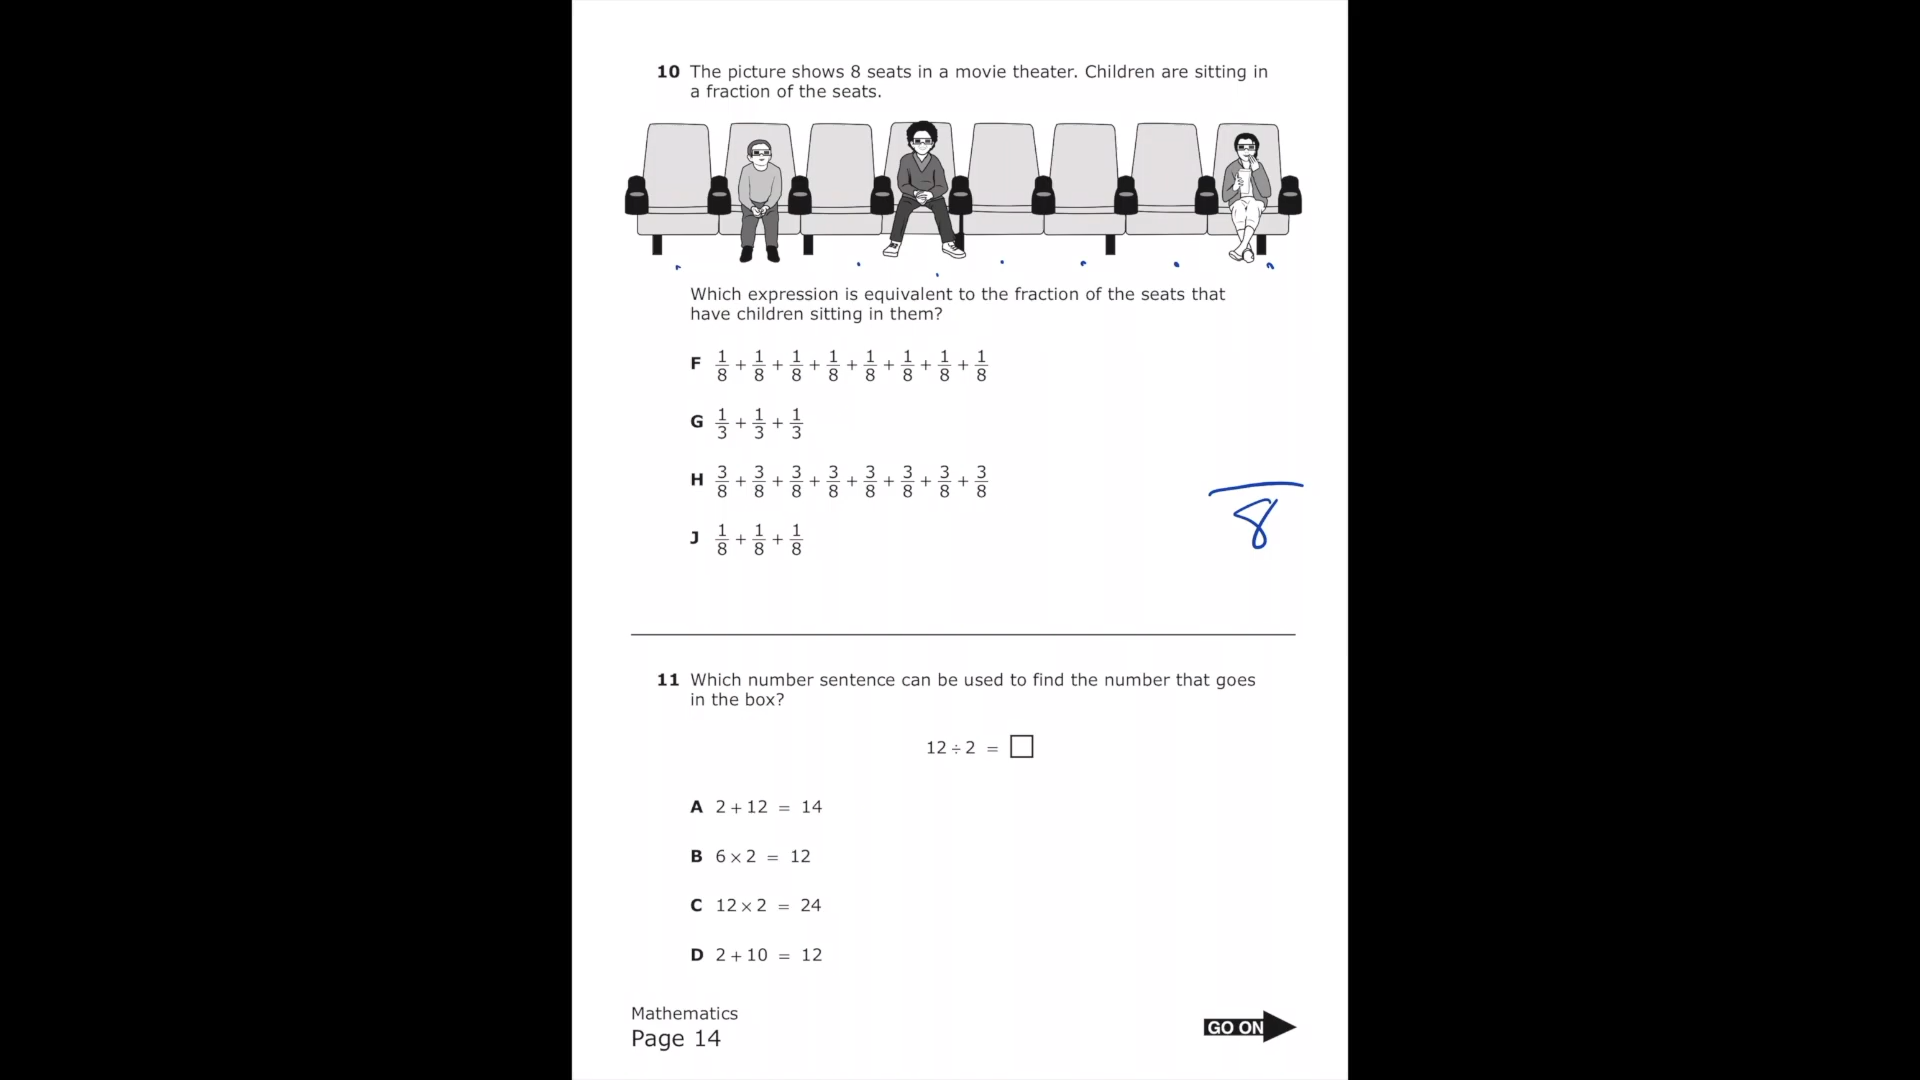 10 The picture shows 8 seats in a movie theater. Children are sitting in
a fraction of the seats.
Which expression is equivalent to the fraction of the seats that
have children sitting in them?
F 1/8 + 1/8 + 1/8 + 1/8 + 1/8 + 1/8 + 1/8 + 1/8
G 1/3 + 1/3 + 1/3
H 3/8 + 3/8 + 3/8 + 3/8 + 3/8 + 3/8 + 3/8 + 3/8
8
J 1/8 + 1/8 + 1/8
11 Which number sentence can be used to find the number that goes
in the box?
12 ÷ 2 = □
A 2 + 12 = 14
B 6 × 2 = 12
C 12 × 2 = 24
D 2 + 10 = 12
Mathematics
Page 14
GO ON